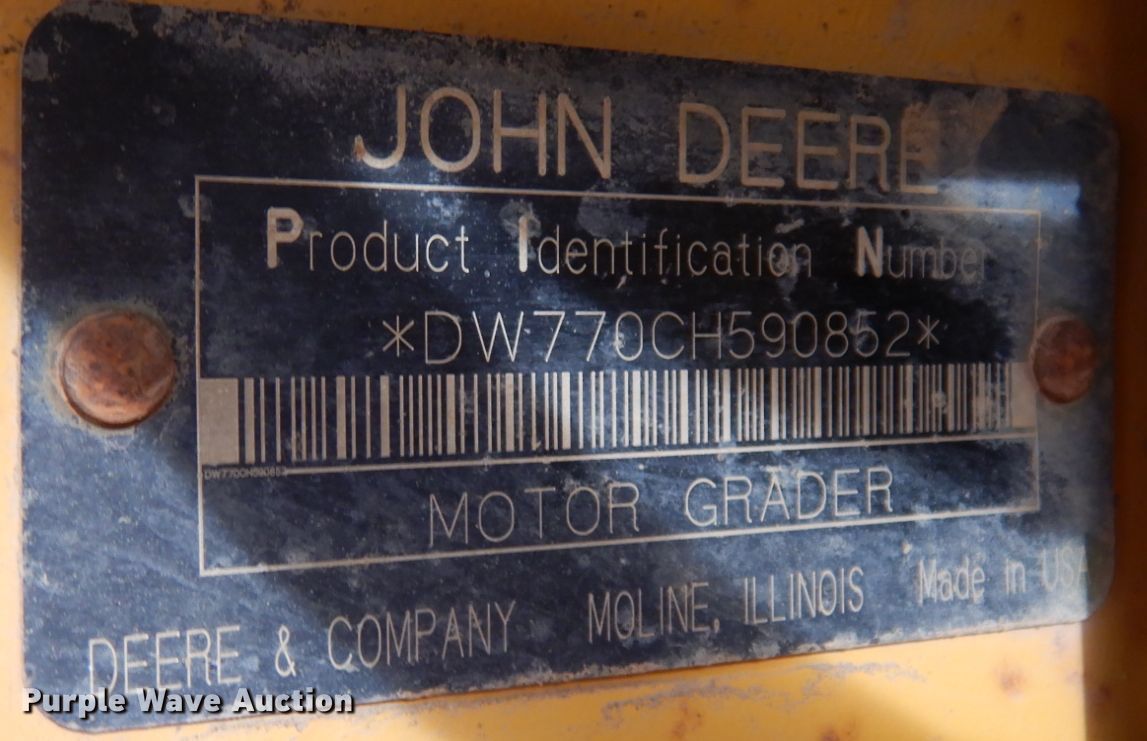 JOHN DEERE
Product Identification Number
*DW770CH590852*
DW770CH590852
MOTOR GRADER
DEERE & COMPANY MOLINE, ILLINOIS Made in USA
Purple Wave Auction